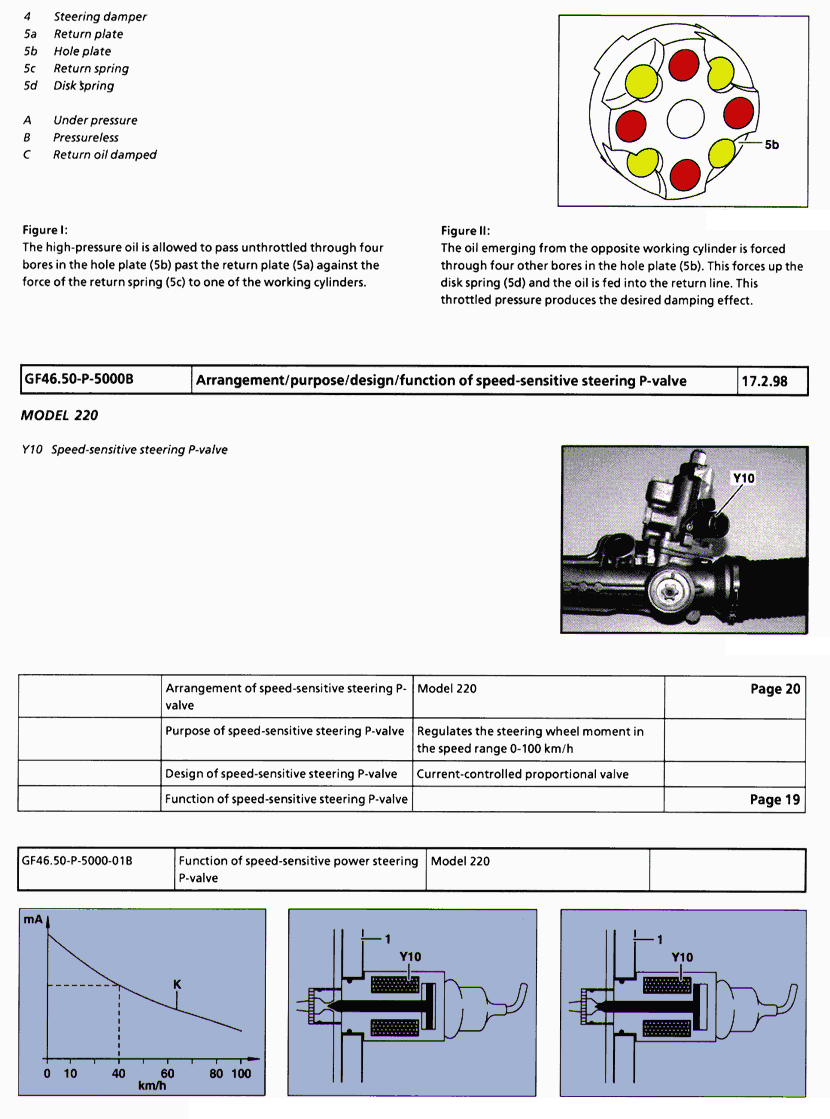 4 Steering damper
5a Return plate
5b Hole plate
5c Return spring
5d Disk spring
A Under pressure
B Pressureless
C Return oil damped
5b
Figure I:
The high-pressure oil is allowed to pass unthrottled through four
bores in the hole plate (5b) past the return plate (5a) against the
force of the return spring (5c) to one of the working cylinders.
Figure II:
The oil emerging from the opposite working cylinder is forced
through four other bores in the hole plate (5b). This forces up the
disk spring (5d) and the oil is fed into the return line. This
throttled pressure produces the desired damping effect.
GF46.50-P-5000B Arrangement/purpose/design/function of speed-sensitive steering P-valve 17.2.98
MODEL 220
Y10 Speed-sensitive steering P-valve
Y10
Arrangement of speed-sensitive steering P- Model 220 Page 20
valve
Purpose of speed-sensitive steering P-valve Regulates the steering wheel moment in
the speed range 0-100 km/h
Design of speed-sensitive steering P-valve Current-controlled proportional valve
Function of speed-sensitive steering P-valve Page 19
GF46.50-P-5000-01B Function of speed-sensitive power steering Model 220
P-valve
mA
K
0 10 40 60 80 100
km/h
1
Y10
1
Y10